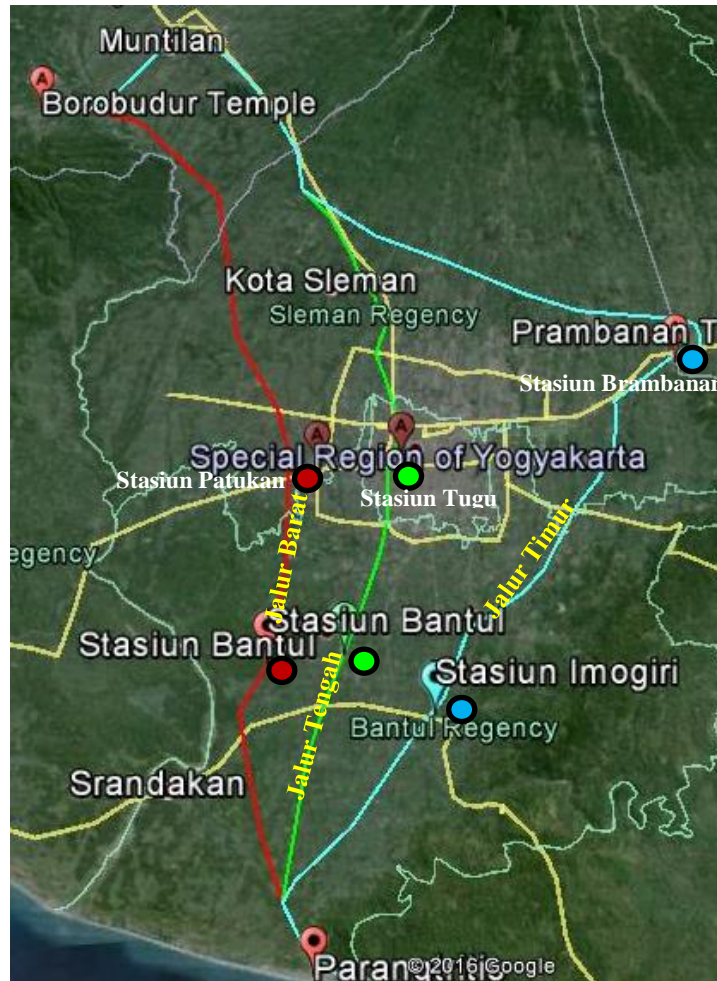 Muntilan
Borobudur Temple
Kota Sleman
Sleman Regency
Prambanan T
Stasiun Brambanan
Special Region of Yogyakarta
Stasiun Patukan
Stasiun Tugu
Jalur Barat
Jalur Timur
egency
Stasiun Bantul
Stasiun Bantul
Jalur Tengah
Stasiun Imogiri
Bantul Regency
Srandakan
Parangtritis
© 2016 Google